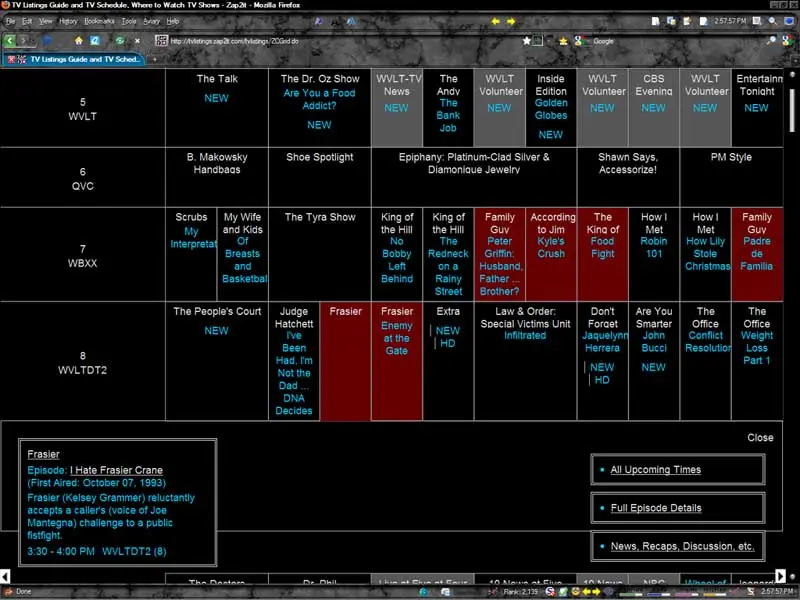 TV Listings Guide and TV Schedule, Where to Watch TV Shows - Zap2it - Mozilla Firefox
File Edit View History Bookmarks Tools Aviary Help
2:57:57 PM
http://tvlistings.zap2it.com/tvlistings/ZCGrid.do
Google
TV Listings Guide and TV Sched...
5
WVLT
The Talk
NEW
The Dr. Oz Show
Are You a Food
Addict?
NEW
WVLT-TV
News
NEW
The
Andy
The
Bank
Job
WVLT
Volunteer
NEW
Inside
Edition
Golden
Globes
NEW
WVLT
Volunteer
NEW
CBS
Evening
NEW
WVLT
Volunteer
NEW
Entertainm
Tonight
NEW
6
QVC
B. Makowsky
Handbags
Shoe Spotlight
Epiphany: Platinum-Clad Silver &
Diamonique Jewelry
Shawn Says,
Accessorize!
PM Style
7
WBXX
Scrubs
My
Interpretat
My Wife
and Kids
Of
Breasts
and
Basketbal
The Tyra Show
King of
the Hill
No
Bobby
Left
Behind
King of
the Hill
The
Redneck
on a
Rainy
Street
Family
Guy
Peter
Griffin:
Husband,
Father ...
Brother?
According
to Jim
Kyle's
Crush
The
King of
Food
Fight
How I
Met
Robin
101
How I
Met
How Lily
Stole
Christmas
Family
Guy
Padre
de
Familia
8
WVLTDT2
The People's Court
NEW
Judge
Hatchett
I've
Been
Had, I'm
Not the
Dad ...
DNA
Decides
Frasier
Frasier
Enemy
at the
Gate
Extra
NEW
HD
Law & Order:
Special Victims Unit
Infiltrated
Don't
Forget
Jaquelynn
Herrera
NEW
HD
Are You
Smarter
John
Bucci
NEW
The
Office
Conflict
Resolution
The
Office
Weight
Loss
Part 1
Close
Frasier
Episode: I Hate Frasier Crane
(First Aired: October 07, 1993)
Frasier (Kelsey Grammer) reluctantly
accepts a caller's (voice of Joe
Mantegna) challenge to a public
fistfight.
3:30 - 4:00 PM WVLTDT2 (8)
All Upcoming Times
Full Episode Details
News, Recaps, Discussion, etc.
The Doctors
Dr. Phil
Live at Five at Four
10 News at Five
NBC
Wheel of
Jeopard
Done
Rank: 2,139
2:57:57 PM